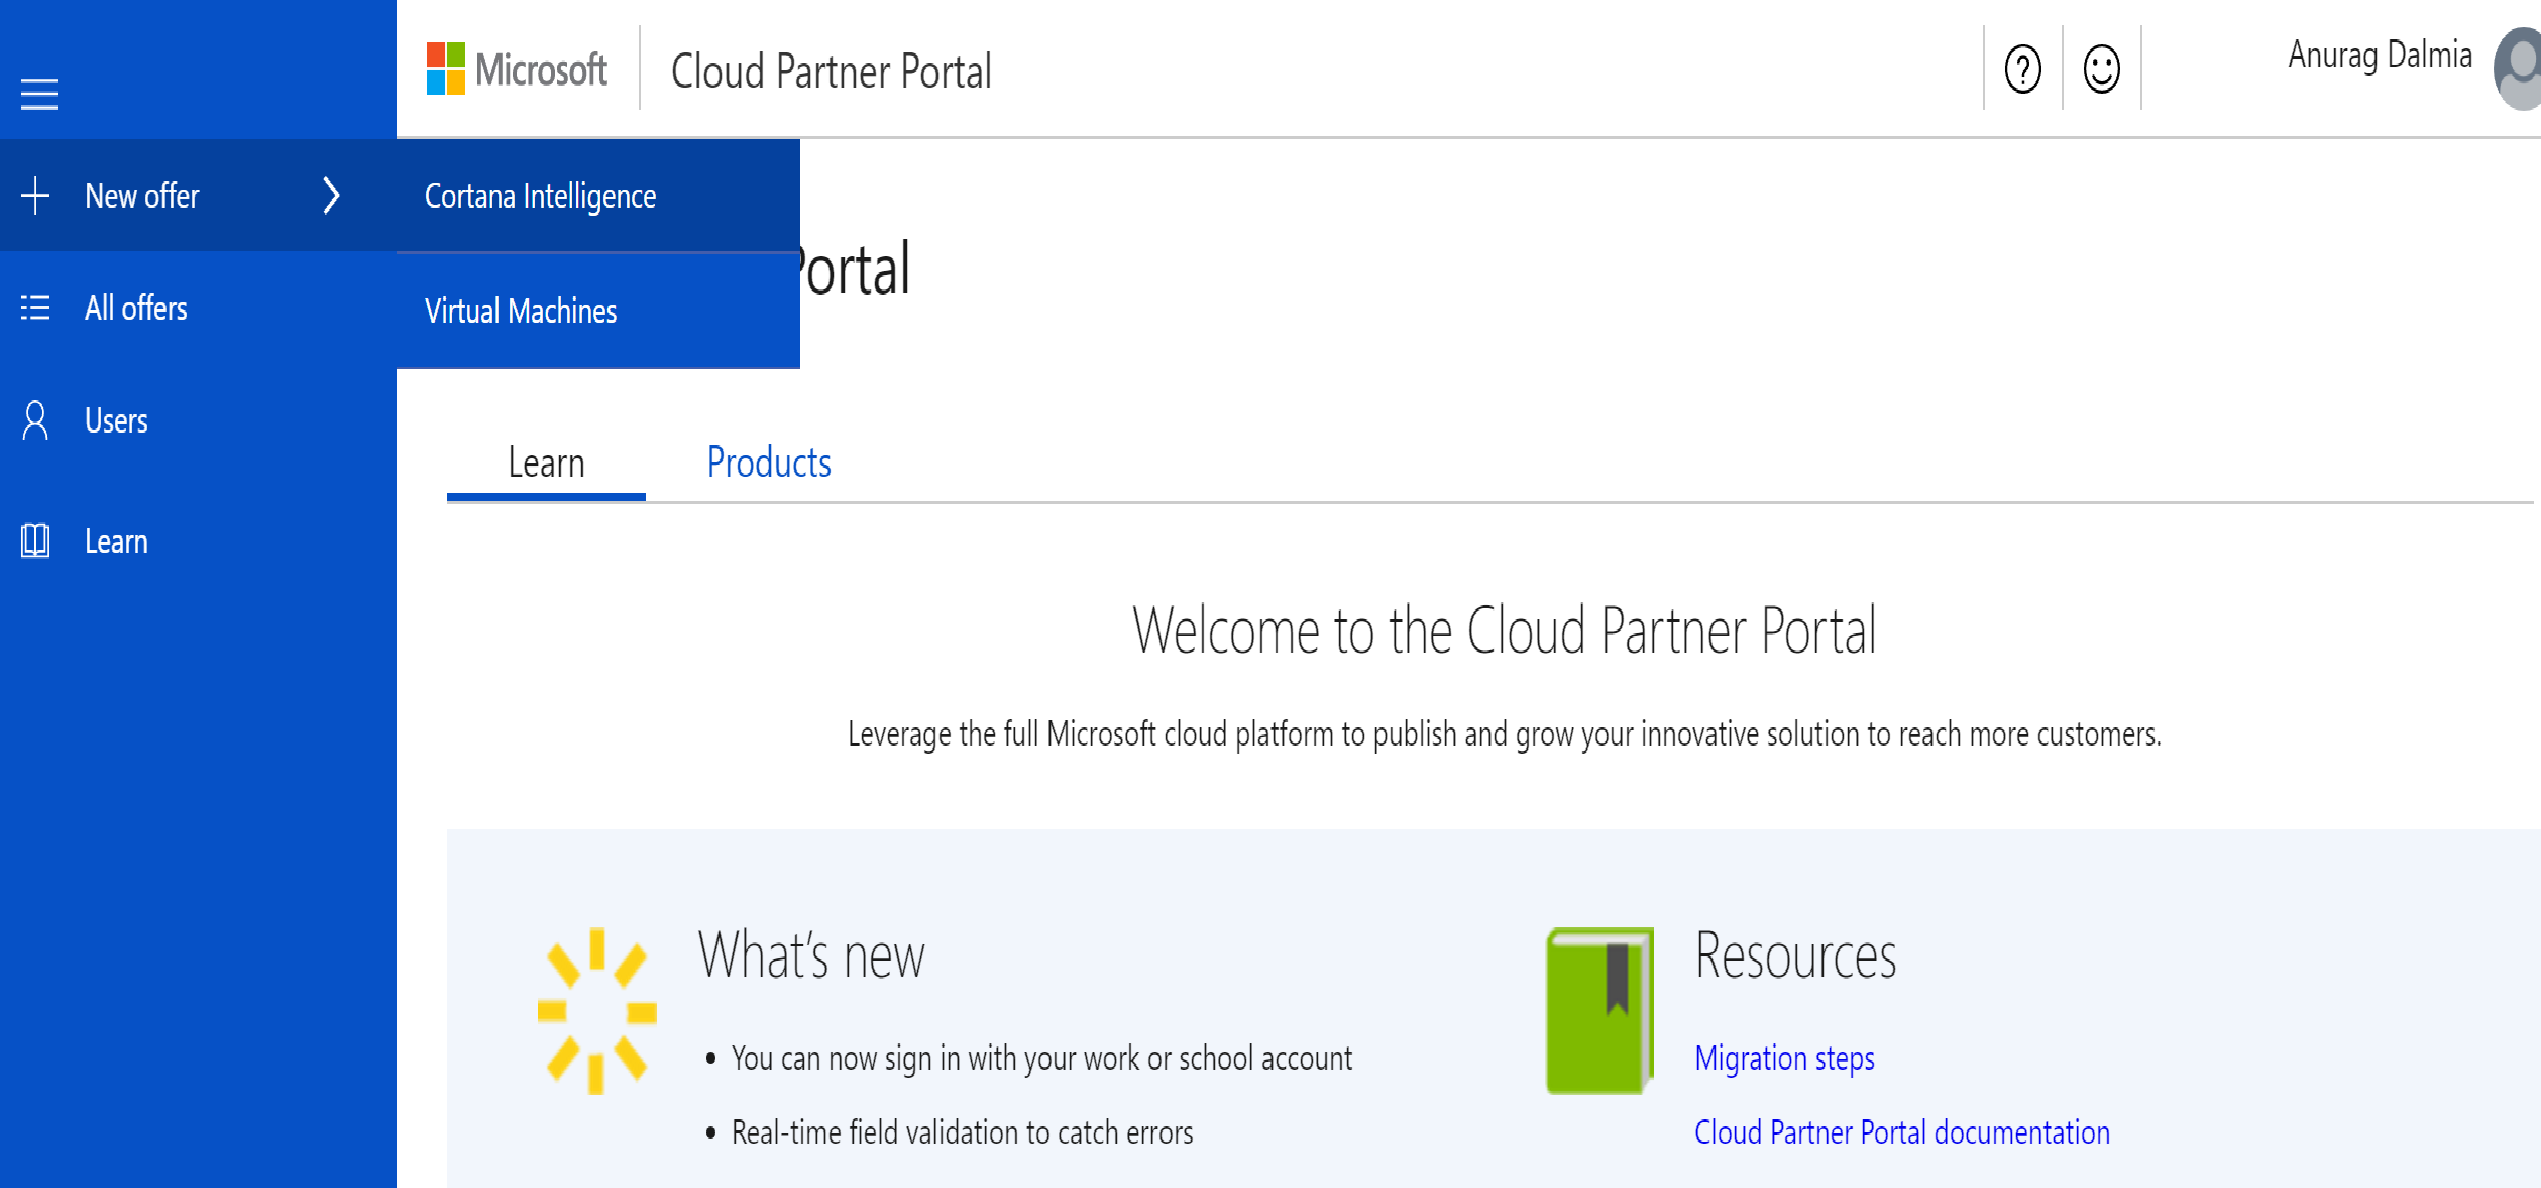 Microsoft
Cloud Partner Portal
Anurag Dalmia
New offer
Cortana Intelligence
Portal
All offers
Virtual Machines
Users
Learn
Learn
Products
Welcome to the Cloud Partner Portal
Leverage the full Microsoft cloud platform to publish and grow your innovative solution to reach more customers.
What's new
• You can now sign in with your work or school account
• Real-time field validation to catch errors
Resources
Migration steps
Cloud Partner Portal documentation